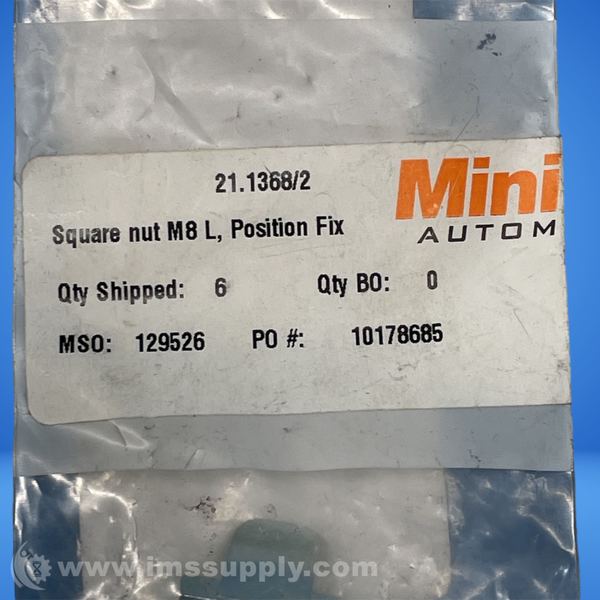 21.1368/2
Mini
AUTOM
Square nut M8 L, Position Fix
Qty Shipped: 6 Qty BO: 0
MSO: 129526 PO #: 10178685
www.imssupply.com